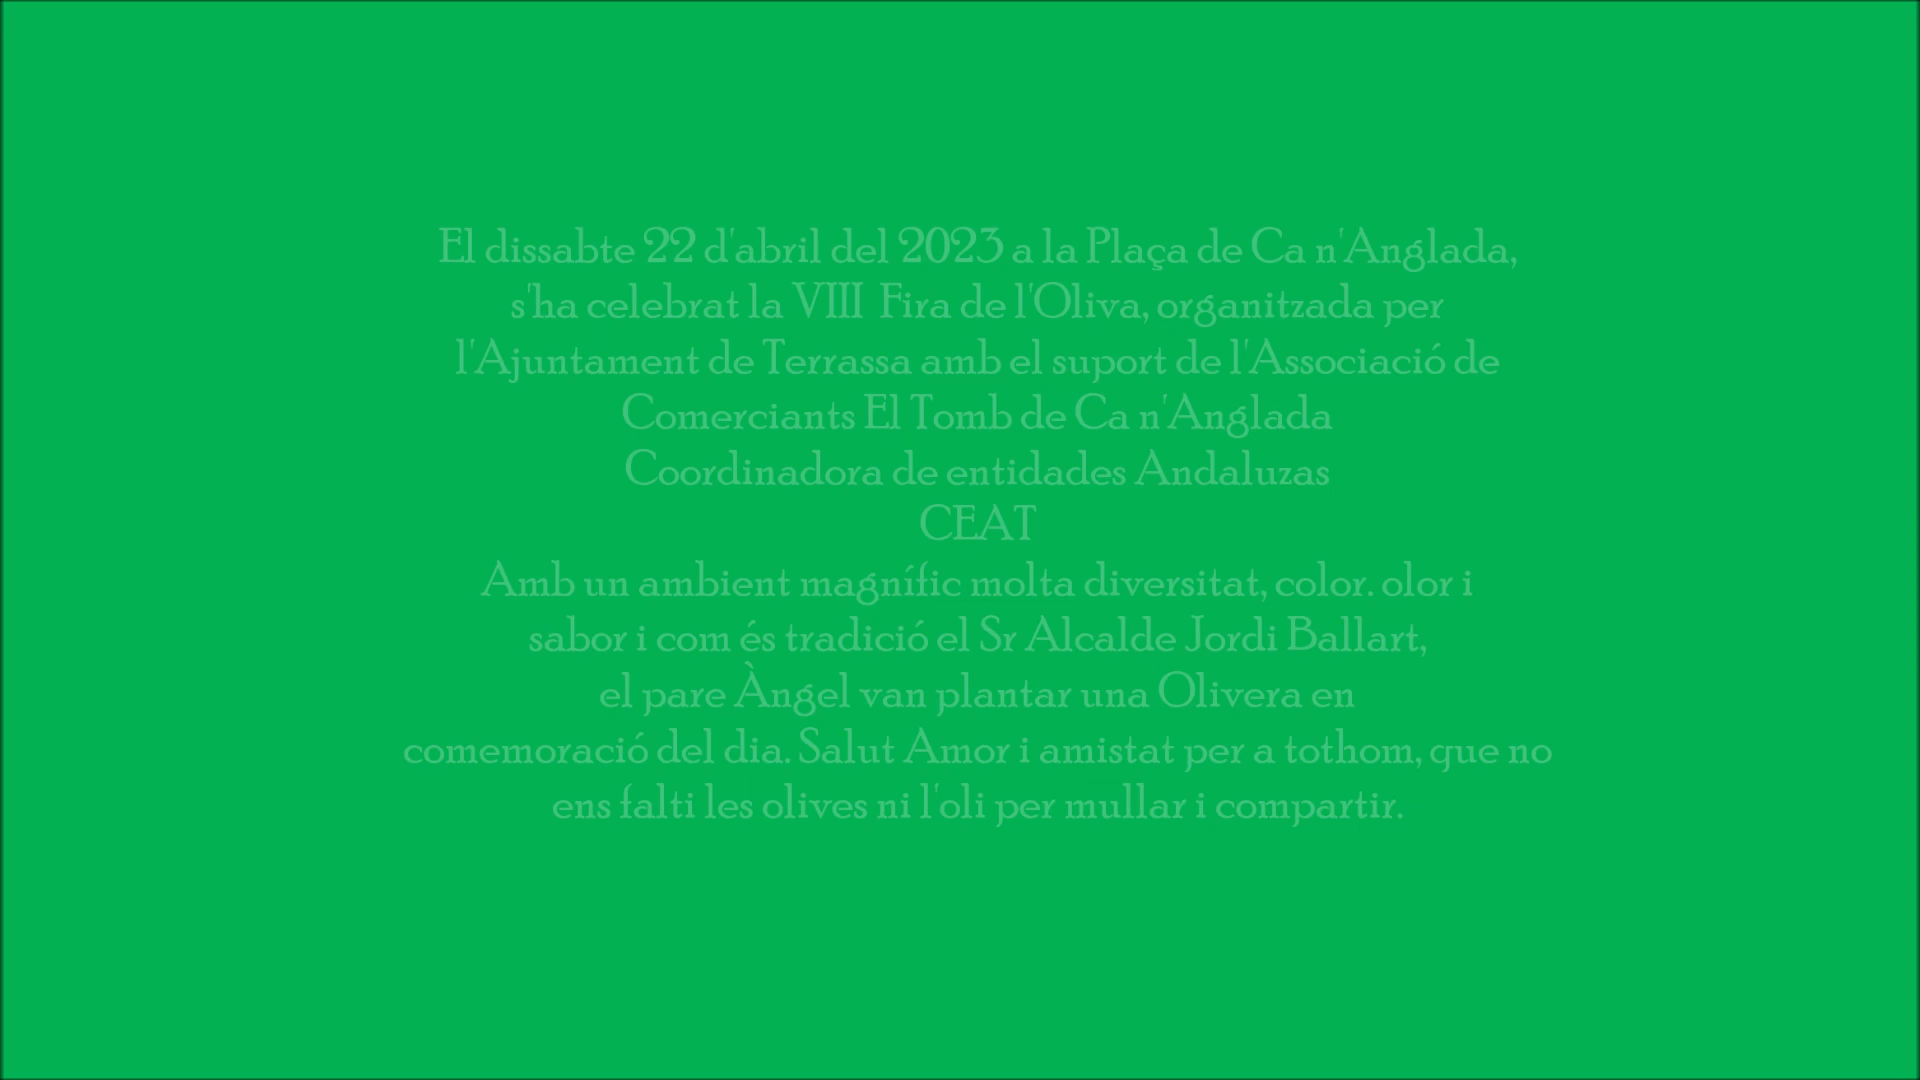 El dissabte 22 d'abril del 2023 a la Plaça de Ca n'Anglada,
s'ha celebrat la VIII Fira de l'Oliva, organitzada per
l'Ajuntament de Terrassa amb el suport de l'Associació de
Comerciants El Tomb de Ca n'Anglada
Coordinadora de entidades Andaluzas
CEAT
Amb un ambient magnífic molta diversitat, color. olor i
sabor i com és tradició el Sr Alcalde Jordi Ballart,
el pare Àngel van plantar una Olivera en
comemoració del dia. Salut Amor i amistat per a tothom, que no
ens falti les olives ni l'oli per mullar i compartir.